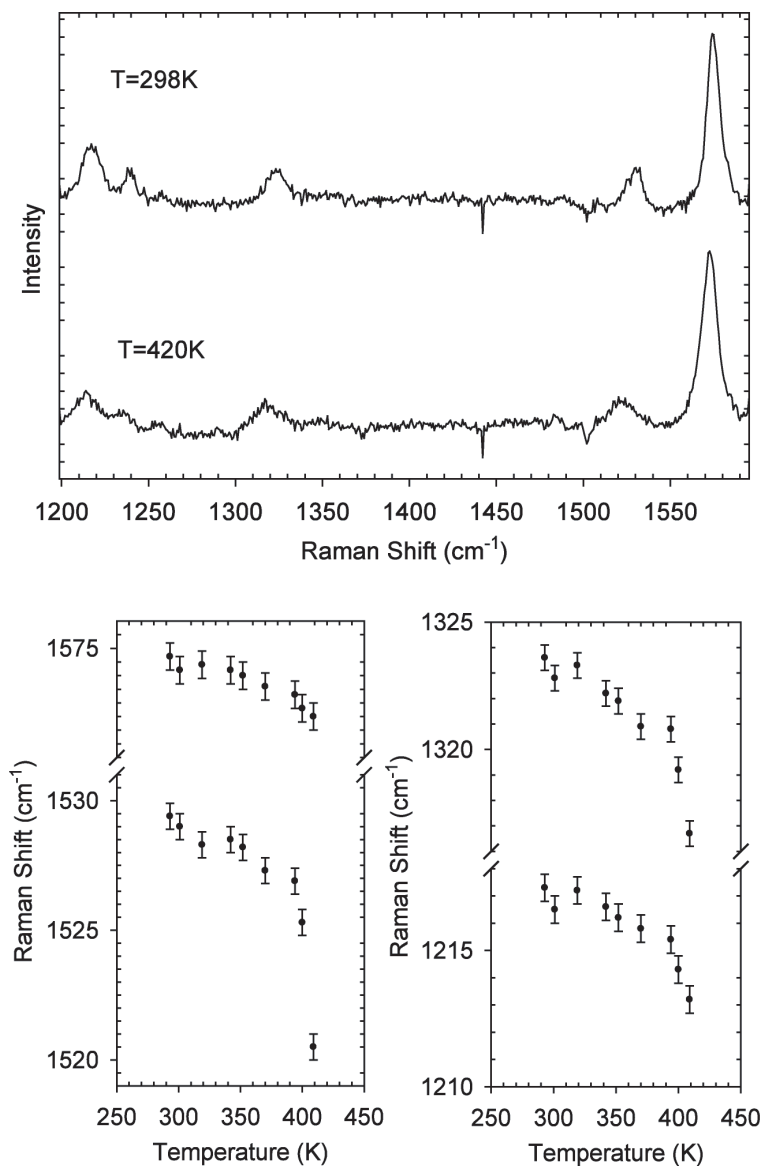 T=298K
T=420K
Intensity
1200 1250 1300 1350 1400 1450 1500 1550
Raman Shift (cm-1)
1575
1530
1525
1520
Raman Shift (cm-1)
250 300 350 400 450
Temperature (K)
1325
1320
1215
1210
Raman Shift (cm-1)
250 300 350 400 450
Temperature (K)